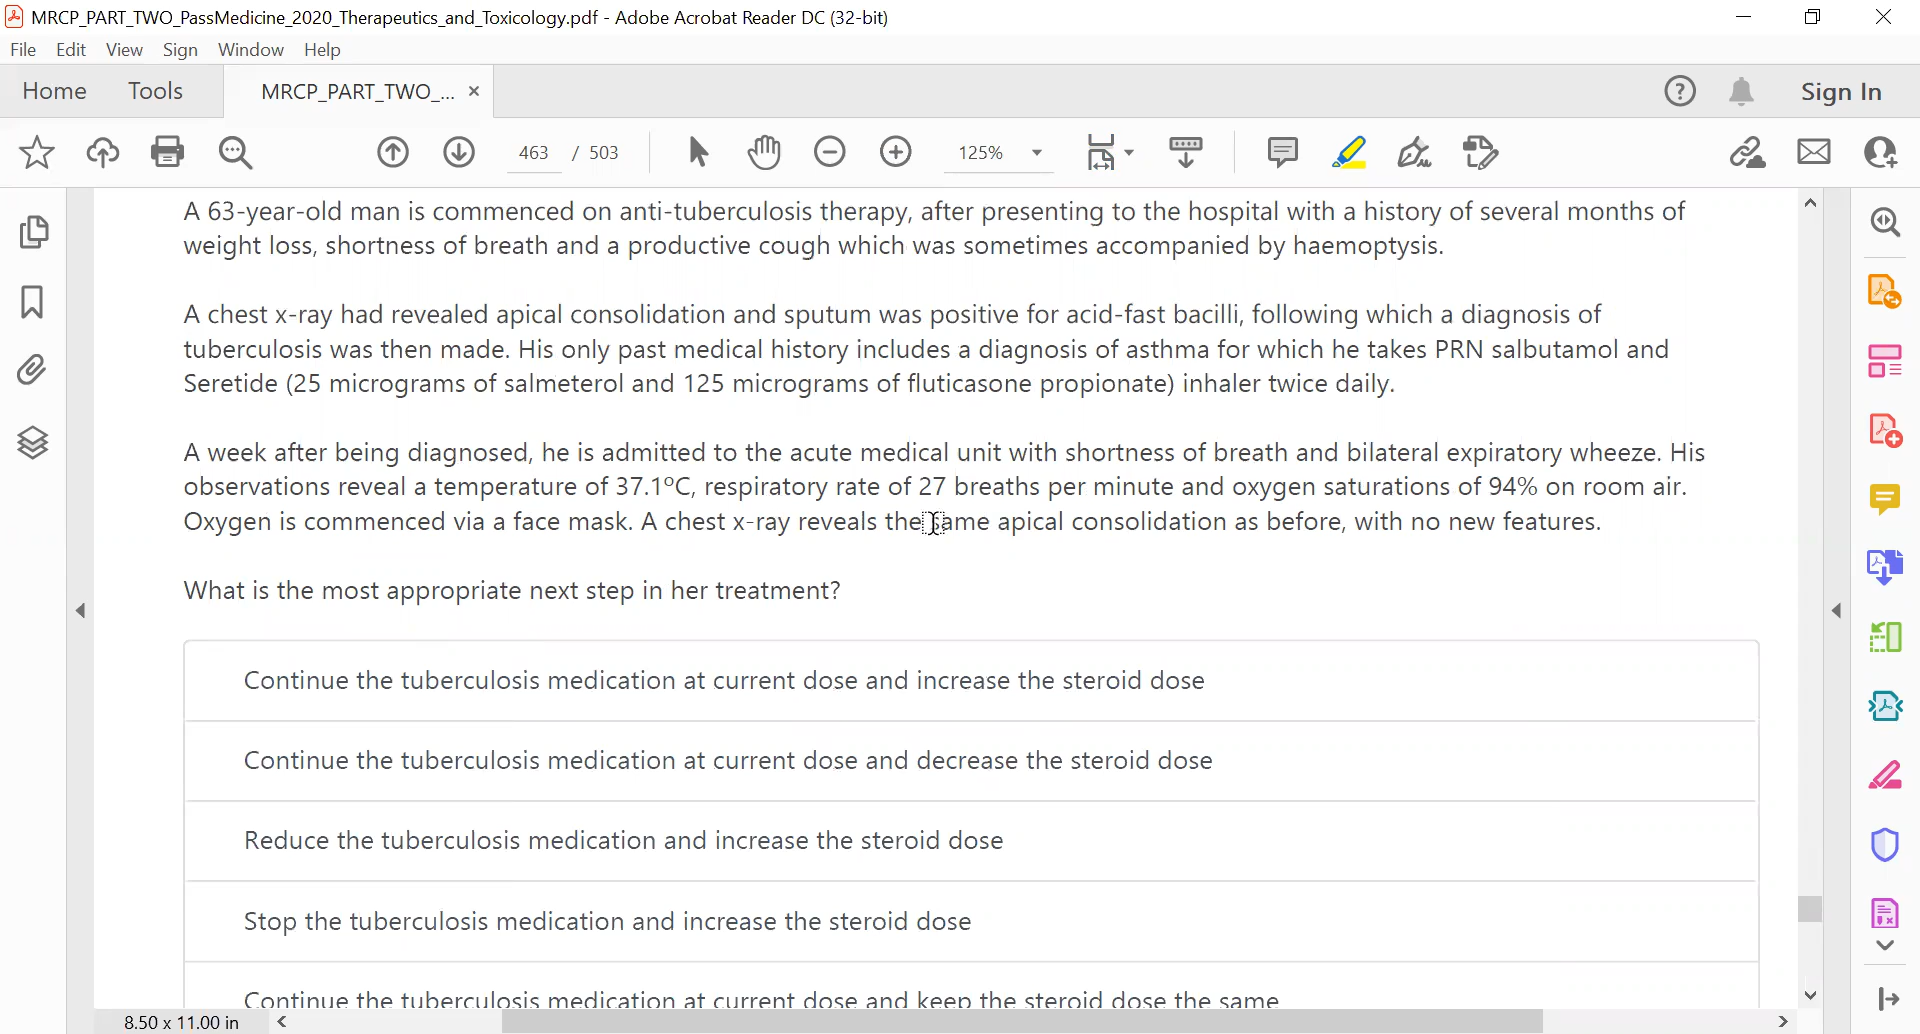 MRCP_PART_TWO_PassMedicine_2020_Therapeutics_and_Toxicology.pdf - Adobe Acrobat Reader DC (32-bit)
File Edit View Sign Window Help
Home Tools MRCP_PART_TWO_... × Sign In
463 / 503 125%
A 63-year-old man is commenced on anti-tuberculosis therapy, after presenting to the hospital with a history of several months of
weight loss, shortness of breath and a productive cough which was sometimes accompanied by haemoptysis.
A chest x-ray had revealed apical consolidation and sputum was positive for acid-fast bacilli, following which a diagnosis of
tuberculosis was then made. His only past medical history includes a diagnosis of asthma for which he takes PRN salbutamol and
Seretide (25 micrograms of salmeterol and 125 micrograms of fluticasone propionate) inhaler twice daily.
A week after being diagnosed, he is admitted to the acute medical unit with shortness of breath and bilateral expiratory wheeze. His
observations reveal a temperature of 37.1ºC, respiratory rate of 27 breaths per minute and oxygen saturations of 94% on room air.
Oxygen is commenced via a face mask. A chest x-ray reveals the same apical consolidation as before, with no new features.
What is the most appropriate next step in her treatment?
Continue the tuberculosis medication at current dose and increase the steroid dose
Continue the tuberculosis medication at current dose and decrease the steroid dose
Reduce the tuberculosis medication and increase the steroid dose
Stop the tuberculosis medication and increase the steroid dose
Continue the tuberculosis medication at current dose and keep the steroid dose the same
8.50 x 11.00 in